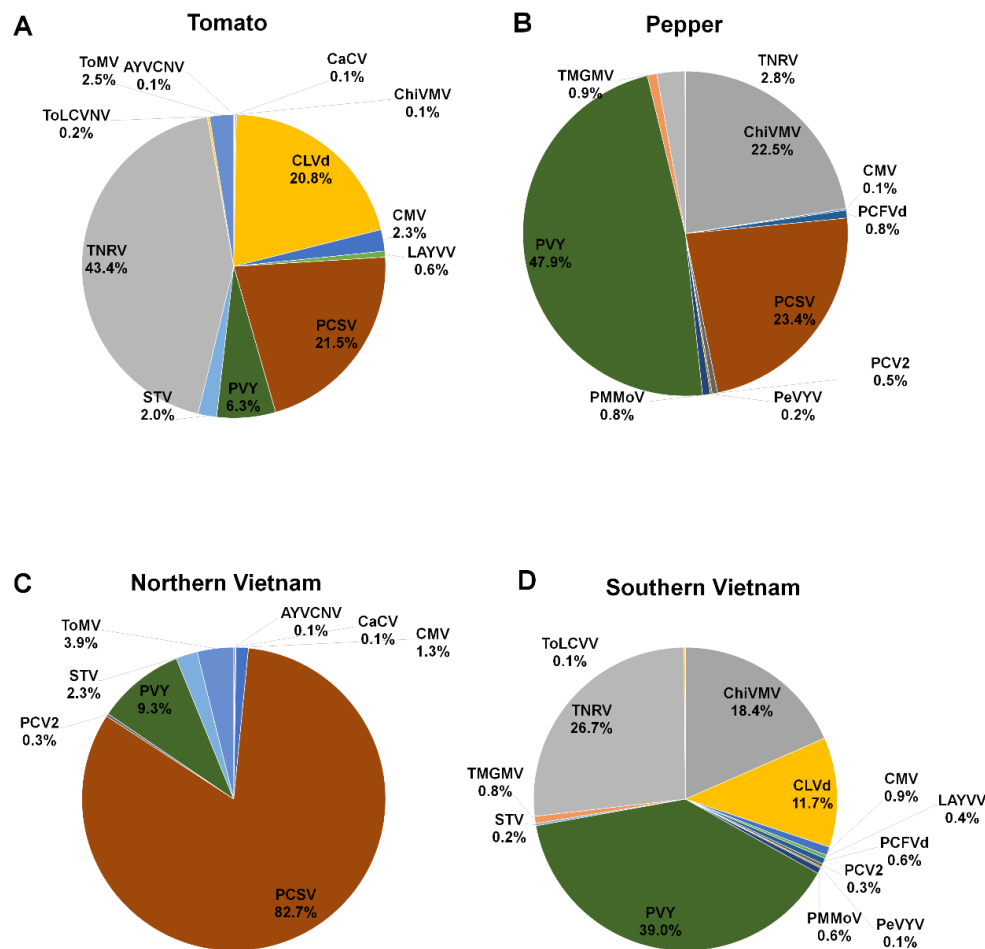 A
Tomato
ToMV
2.5%
AYVCNV
0.1%
CaCV
0.1%
ChiVMV
0.1%
ToLCVNV
0.2%
CLVd
20.8%
CMV
2.3%
LAYVV
0.6%
TNRV
43.4%
PCSV
21.5%
STV
2.0%
PVY
6.3%
B
Pepper
TMGMV
0.9%
TNRV
2.8%
ChiVMV
22.5%
CMV
0.1%
PCFVd
0.8%
PVY
47.9%
PCSV
23.4%
PCV2
0.5%
PMMoV
0.8%
PeVYV
0.2%
C
Northern Vietnam
ToMV
3.9%
AYVCNV
0.1%
CaCV
0.1%
CMV
1.3%
STV
2.3%
PVY
9.3%
PCV2
0.3%
PCSV
82.7%
D
Southern Vietnam
ToLCVV
0.1%
TNRV
26.7%
ChiVMV
18.4%
TMGMV
0.8%
STV
0.2%
CLVd
11.7%
CMV
0.9%
LAYVV
0.4%
PCFVd
0.6%
PCV2
0.3%
PVY
39.0%
PMMoV
0.6%
PeVYV
0.1%